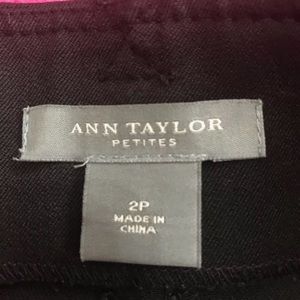 ANN TAYLOR
PETITES
2P
MADE IN
CHINA